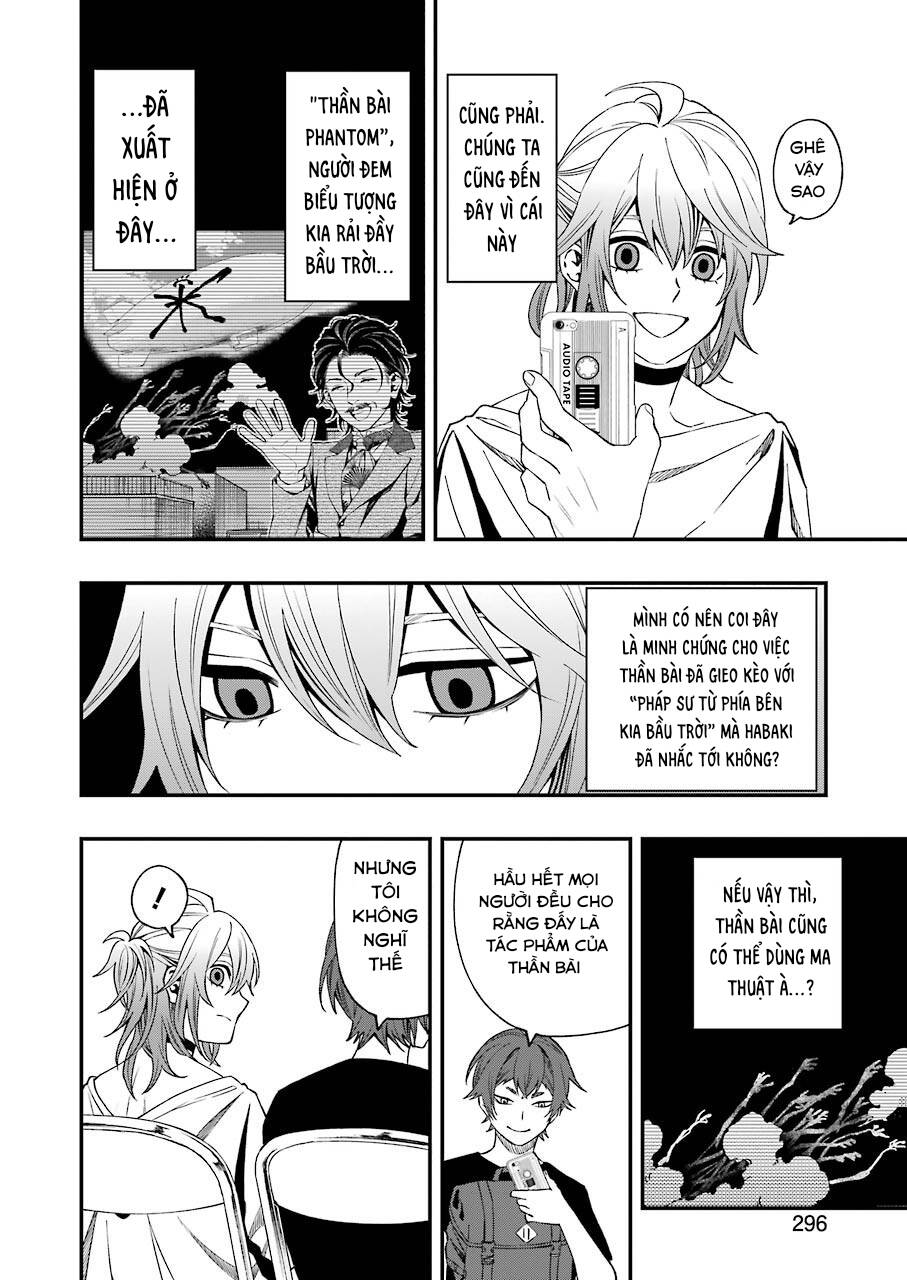 GHÊ
VẬY
SAO
CŨNG PHẢI.
CHÚNG TA
CŨNG ĐẾN
ĐÂY VÌ CÁI
NÀY
A
AUDIO TAPE
"THẦN BÀI
PHANTOM”,
NGƯỜI ĐEM
BIỂU TƯỢNG
KIA RẢI ĐẦY
BẦU TRỜI...
...ĐÃ
XUẤT
HIỆN Ở
ĐÂY...
MÌNH CÓ NÊN COI ĐÂY
LÀ MINH CHỨNG CHO VIỆC
THẦN BÀI ĐÃ GIEO KÈO VỚI
“PHÁP SƯ TỪ PHÍA BÊN
KIA BẦU TRỜI” MÀ HABAKI
ĐÃ NHẮC TỚI KHÔNG?
NẾU VẬY THÌ,
THẦN BÀI CŨNG
CÓ THỂ DÙNG MA
THUẬT À...?
HẦU HẾT MỌI
NGƯỜI ĐỀU CHO
RẰNG ĐẤY LÀ
TÁC PHẨM CỦA
THẦN BÀI
NHƯNG
TÔI
KHÔNG
NGHĨ
THẾ
!
296